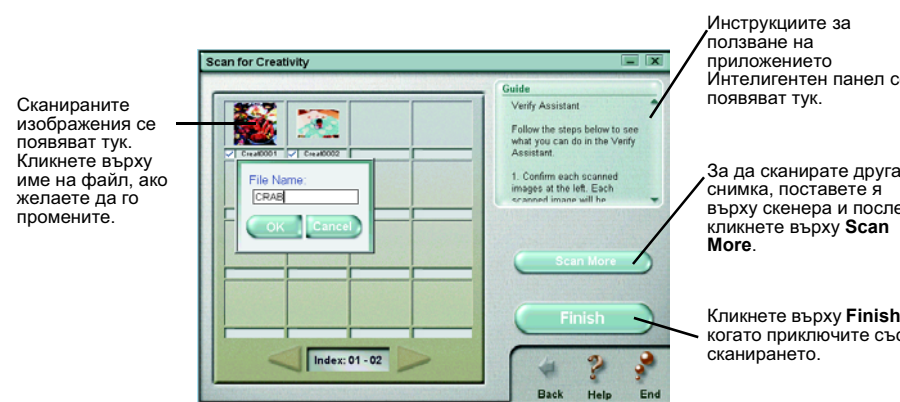 Сканираните
изображения се
появяват тук.
Кликнете върху
име на файл, ако
желаете да го
промените.
Scan for Creativity
Creat0001
Creat0002
File Name:
CRAB
OK
Cancel
Index: 01 - 02
Guide
Verify Assistant
Follow the steps below to see
what you can do in the Verify
Assistant.
1. Confirm each scanned
images at the left. Each
scanned image will be
Scan More
Finish
Back
Help
End
Инструкциите за
ползване на
приложението
Интелигентен панел с
появяват тук.
За да сканирате друга
снимка, поставете я
върху скенера и после
кликнете върху Scan
More.
Кликнете върху Finish
когато приключите със
сканирането.